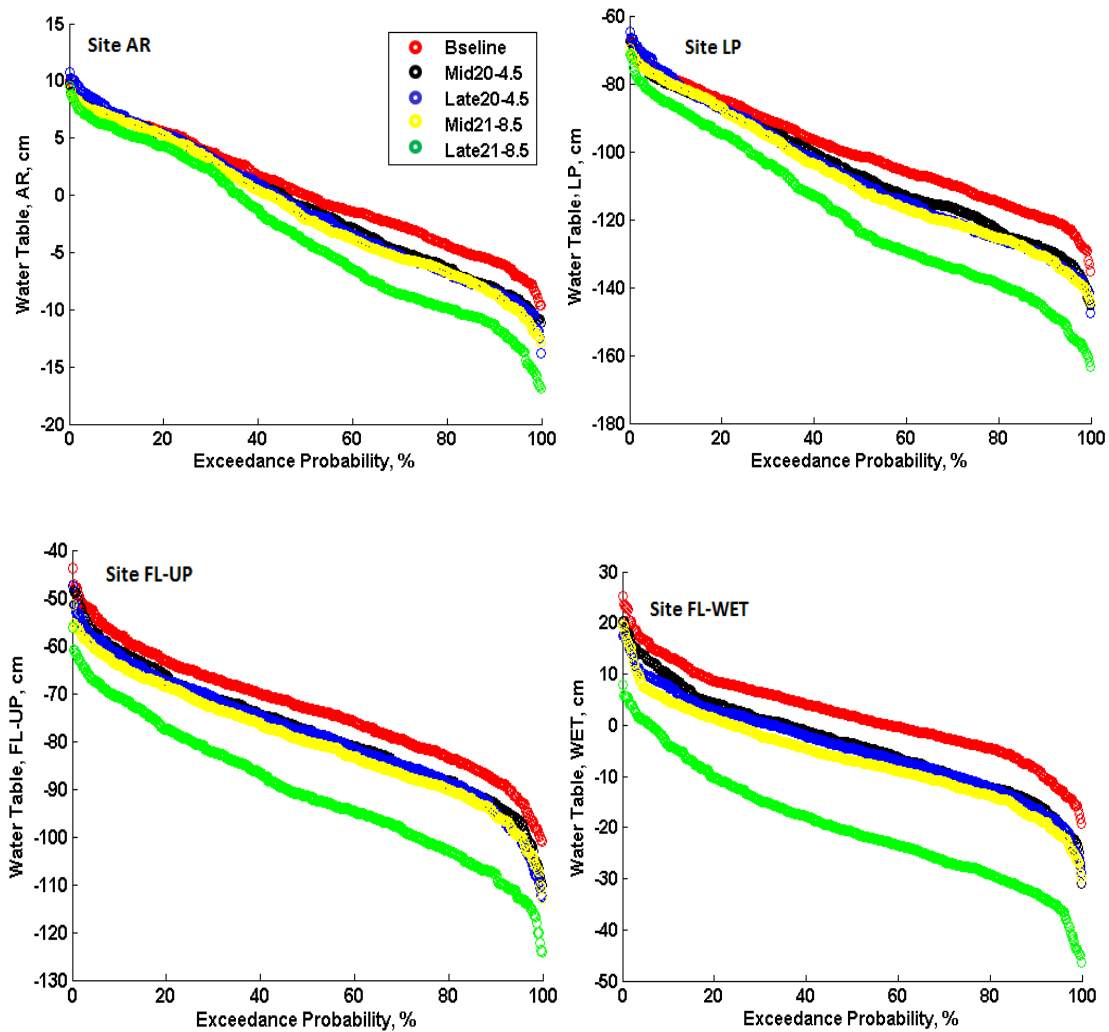 Site AR
Bseline
Mid20-4.5
Late20-4.5
Mid21-8.5
Late21-8.5
Water Table, AR, cm
15
10
5
0
-5
-10
-15
-20
0 20 40 60 80 100
Exceedance Probability, %
Site LP
Water Table, LP, cm
-60
-80
-100
-120
-140
-160
-180
0 20 40 60 80 100
Exceedance Probability, %
Site FL-UP
Water Table, FL-UP, cm
-40
-50
-60
-70
-80
-90
-100
-110
-120
-130
0 20 40 60 80 100
Exceedance Probability, %
Site FL-WET
Water Table, WET, cm
30
20
10
0
-10
-20
-30
-40
-50
0 20 40 60 80 100
Exceedance Probability, %